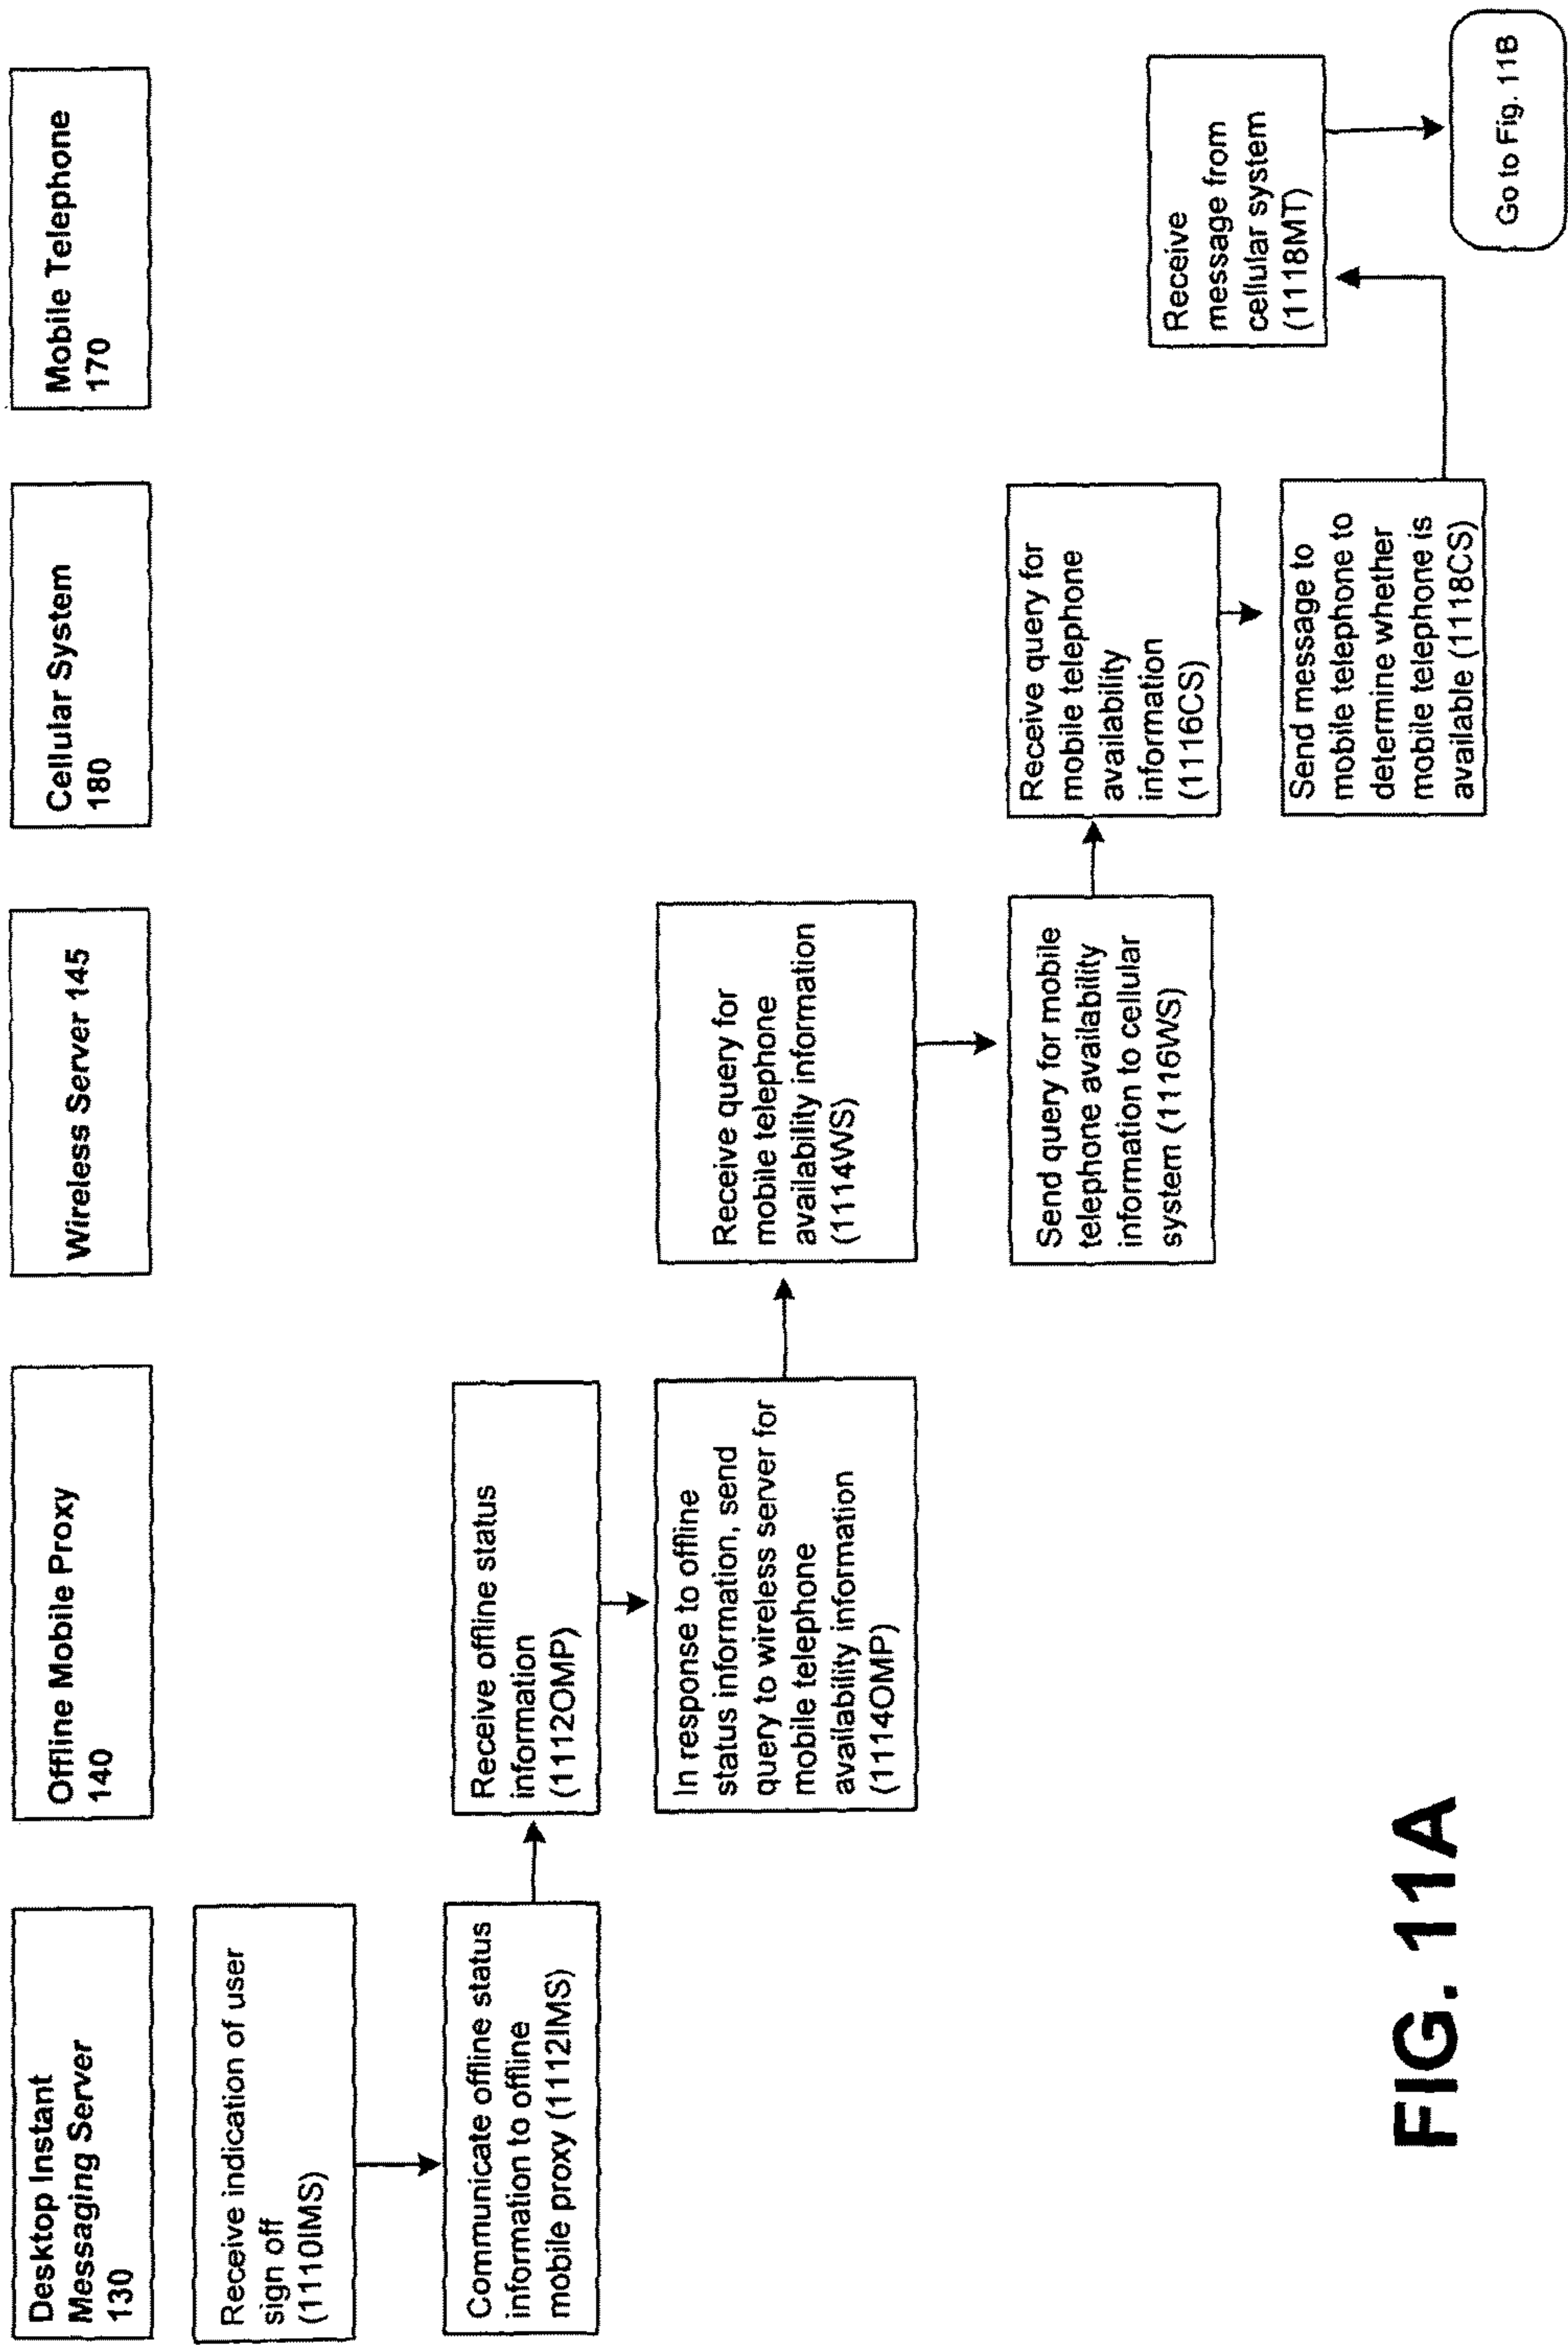 Desktop Instant
Messaging Server
130
Offline Mobile Proxy
140
Wireless Server 145
Cellular System
180
Mobile Telephone
170
Receive indication of user
sign off
(1110IMS)
Communicate offline status
information to offline
mobile proxy (1112IMS)
Receive offline status
information
(1112OMP)
In response to offline
status information, send
query to wireless server for
mobile telephone
availability information
(1114OMP)
Receive query for
mobile telephone
availability information
(1114WS)
Send query for mobile
telephone availability
information to cellular
system (1116WS)
Receive query for
mobile telephone
availability
information
(1116CS)
Send message to
mobile telephone to
determine whether
mobile telephone is
available (1118CS)
Receive
message from
cellular system
(1118MT)
Go to Fig. 11B
FIG. 11A